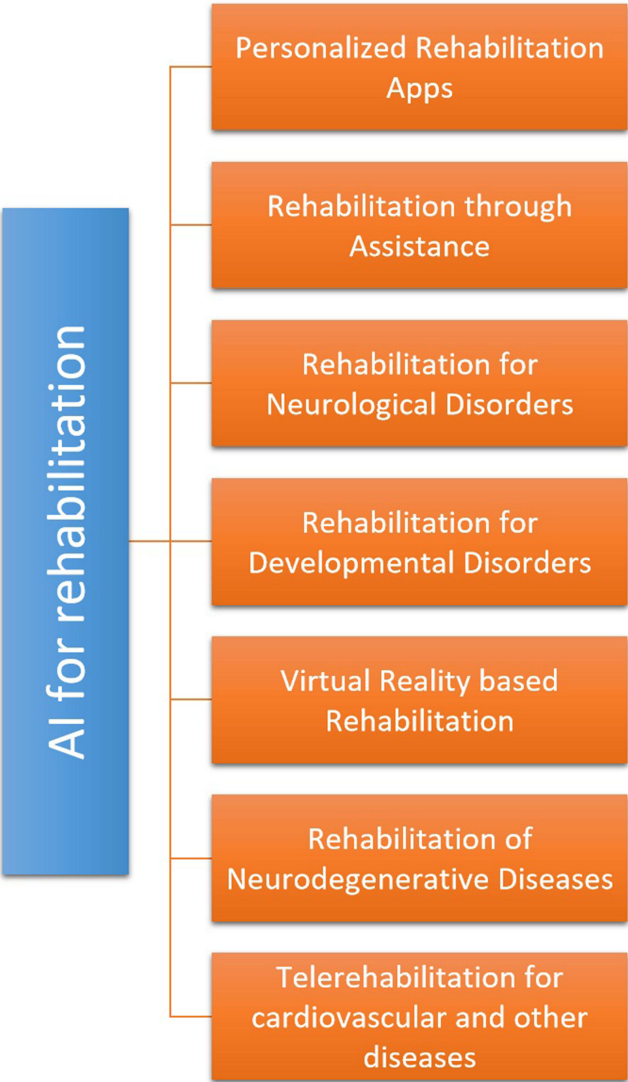 AI for rehabilitation
Personalized Rehabilitation
Apps
Rehabilitation through
Assistance
Rehabilitation for
Neurological Disorders
Rehabilitation for
Developmental Disorders
Virtual Reality based
Rehabilitation
Rehabilitation of
Neurodegenerative Diseases
Telerehabilitation for
cardiovascular and other
diseases